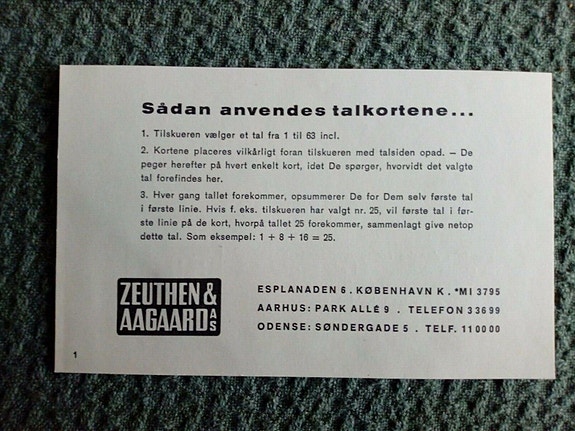 Sådan anvendes talkortene...
1. Tilskueren vælger et tal fra 1 til 63 incl.
2. Kortene placeres vilkårligt foran tilskueren med talsiden opad. – De
peger herefter på hvert enkelt kort, idet De spørger, hvorvidt det valgte
tal forefindes her.
3. Hver gang tallet forekommer, opsummerer De for Dem selv første tal
i første linie. Hvis f. eks. tilskueren har valgt nr. 25, vil først tal i før-
ste linie på de kort, hvorpå tallet 25 forekommer, sammenlagt give netop
dette tal. Som eksempel: 1 + 8 + 16 = 25.
ZEUTHEN &
AAGAARD AS
ESPLANADEN 6 . KØBENHAVN K . *MI 3795
AARHUS: PARK ALLÉ 9 . TELEFON 33699
ODENSE: SØNDERGADE 5 . TELF. 110000
1